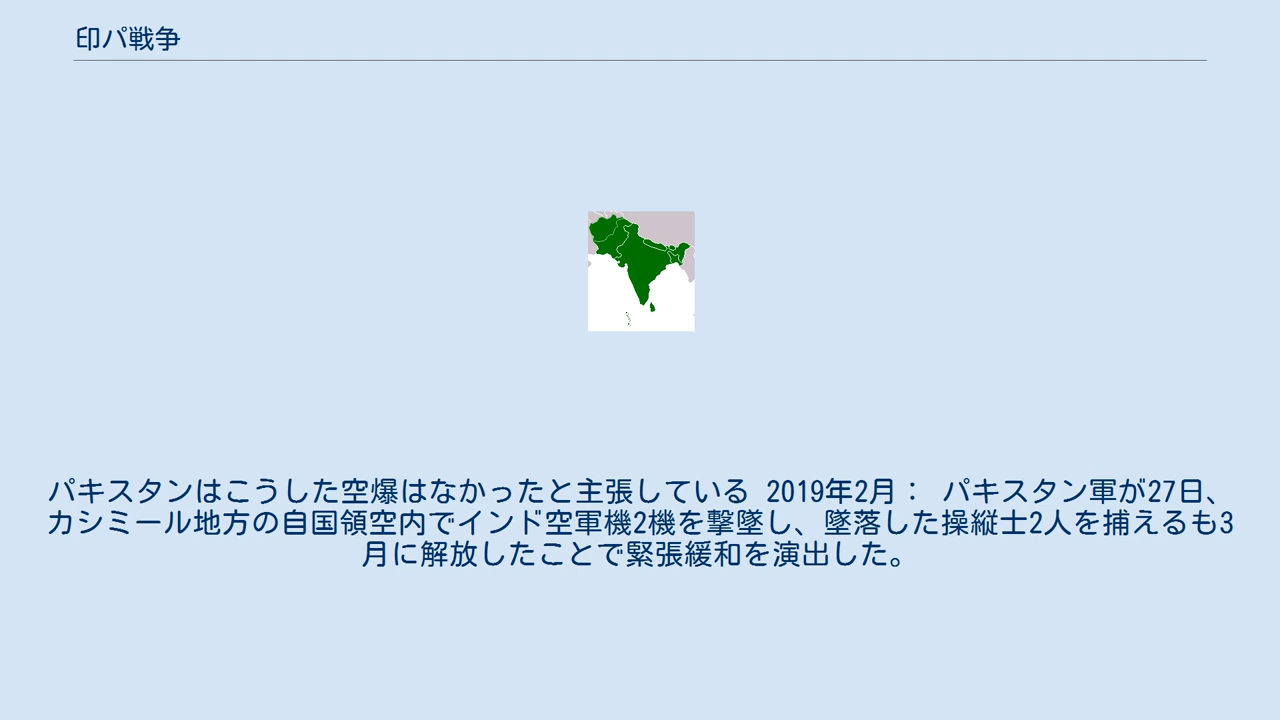 印パ戦争
パキスタンはこうした空爆はなかったと主張している 2019年2月： パキスタン軍が27日、
カシミール地方の自国領空内でインド空軍機2機を撃墜し、墜落した操縦士2人を捕えるも3
月に解放したことで緊張緩和を演出した。